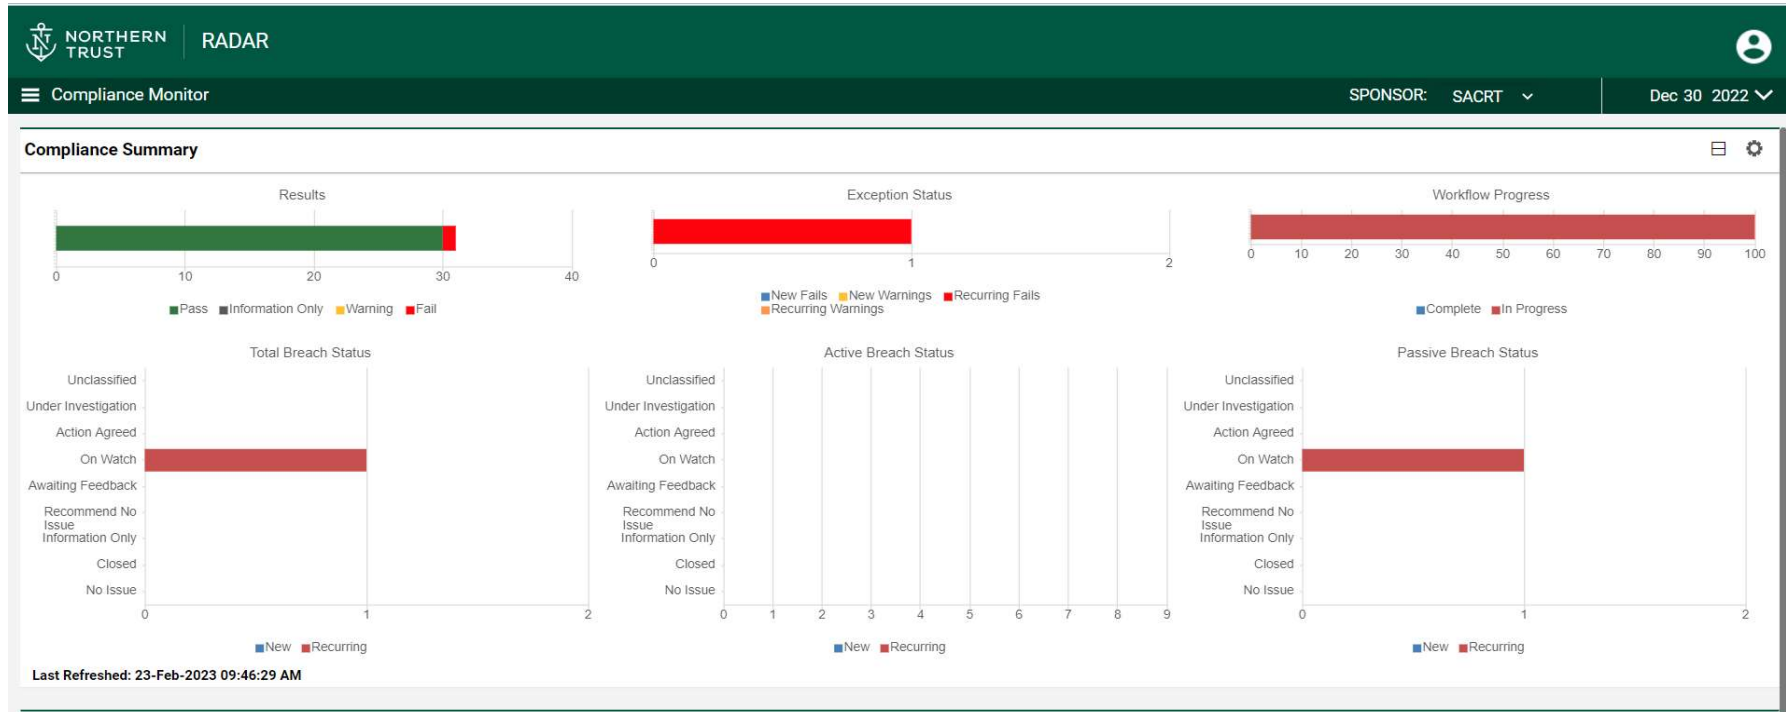 NORTHERN
TRUST
RADAR
Compliance Monitor
SPONSOR: SACRT
Dec 30 2022
Compliance Summary
Results
0 10 20 30 40
Pass Information Only Warning Fail
Exception Status
0 1 2
New Fails New Warnings Recurring Fails
Recurring Warnings
Workflow Progress
0 10 20 30 40 50 60 70 80 90 100
Complete In Progress
Total Breach Status
Unclassified
Under Investigation
Action Agreed
On Watch
Awaiting Feedback
Recommend No
Issue
Information Only
Closed
No Issue
0 1 2
New Recurring
Active Breach Status
Unclassified
Under Investigation
Action Agreed
On Watch
Awaiting Feedback
Recommend No
Issue
Information Only
Closed
No Issue
0 1 2 3 4 5 6 7 8 9
New Recurring
Passive Breach Status
Unclassified
Under Investigation
Action Agreed
On Watch
Awaiting Feedback
Recommend No
Issue
Information Only
Closed
No Issue
0 1 2
New Recurring
Last Refreshed: 23-Feb-2023 09:46:29 AM